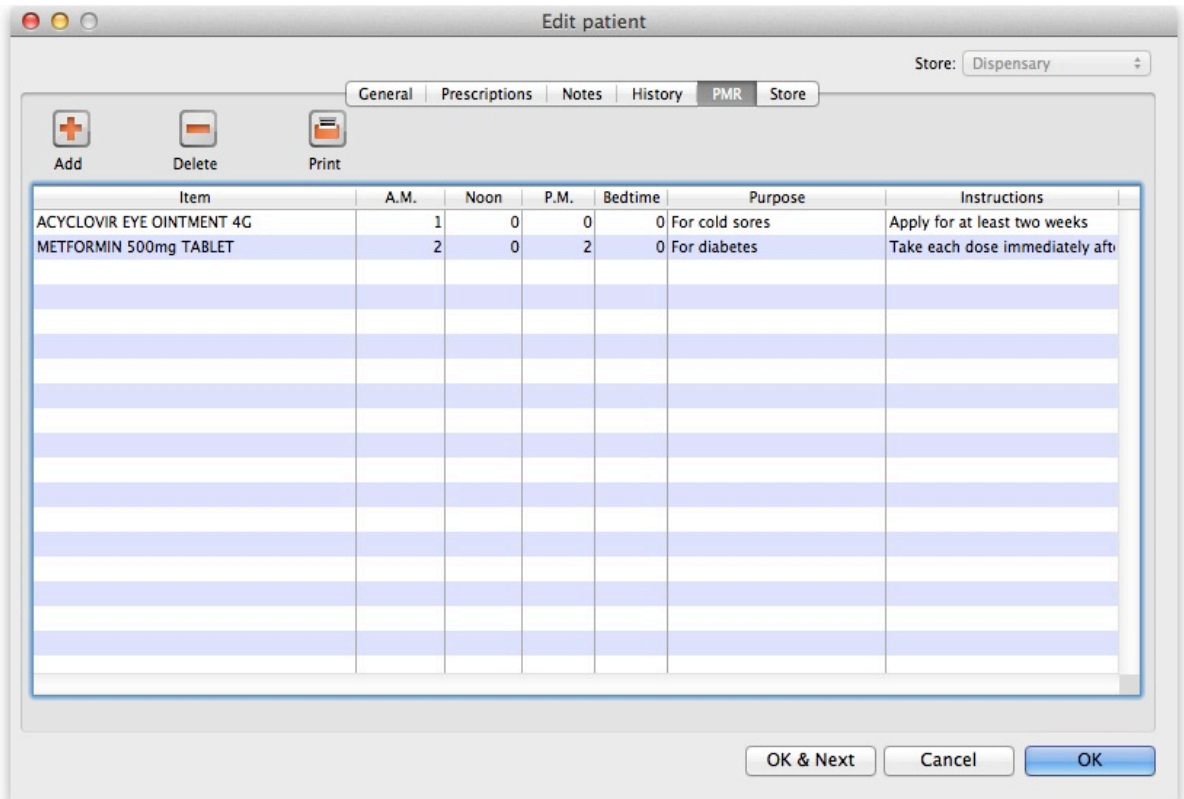 Edit patient
Store: Dispensary
General Prescriptions Notes History PMR Store
Add Delete Print
Item A.M. Noon P.M. Bedtime Purpose Instructions
ACYCLOVIR EYE OINTMENT 4G 1 0 0 0 For cold sores Apply for at least two weeks
METFORMIN 500mg TABLET 2 0 2 0 For diabetes Take each dose immediately afte
OK & Next Cancel OK